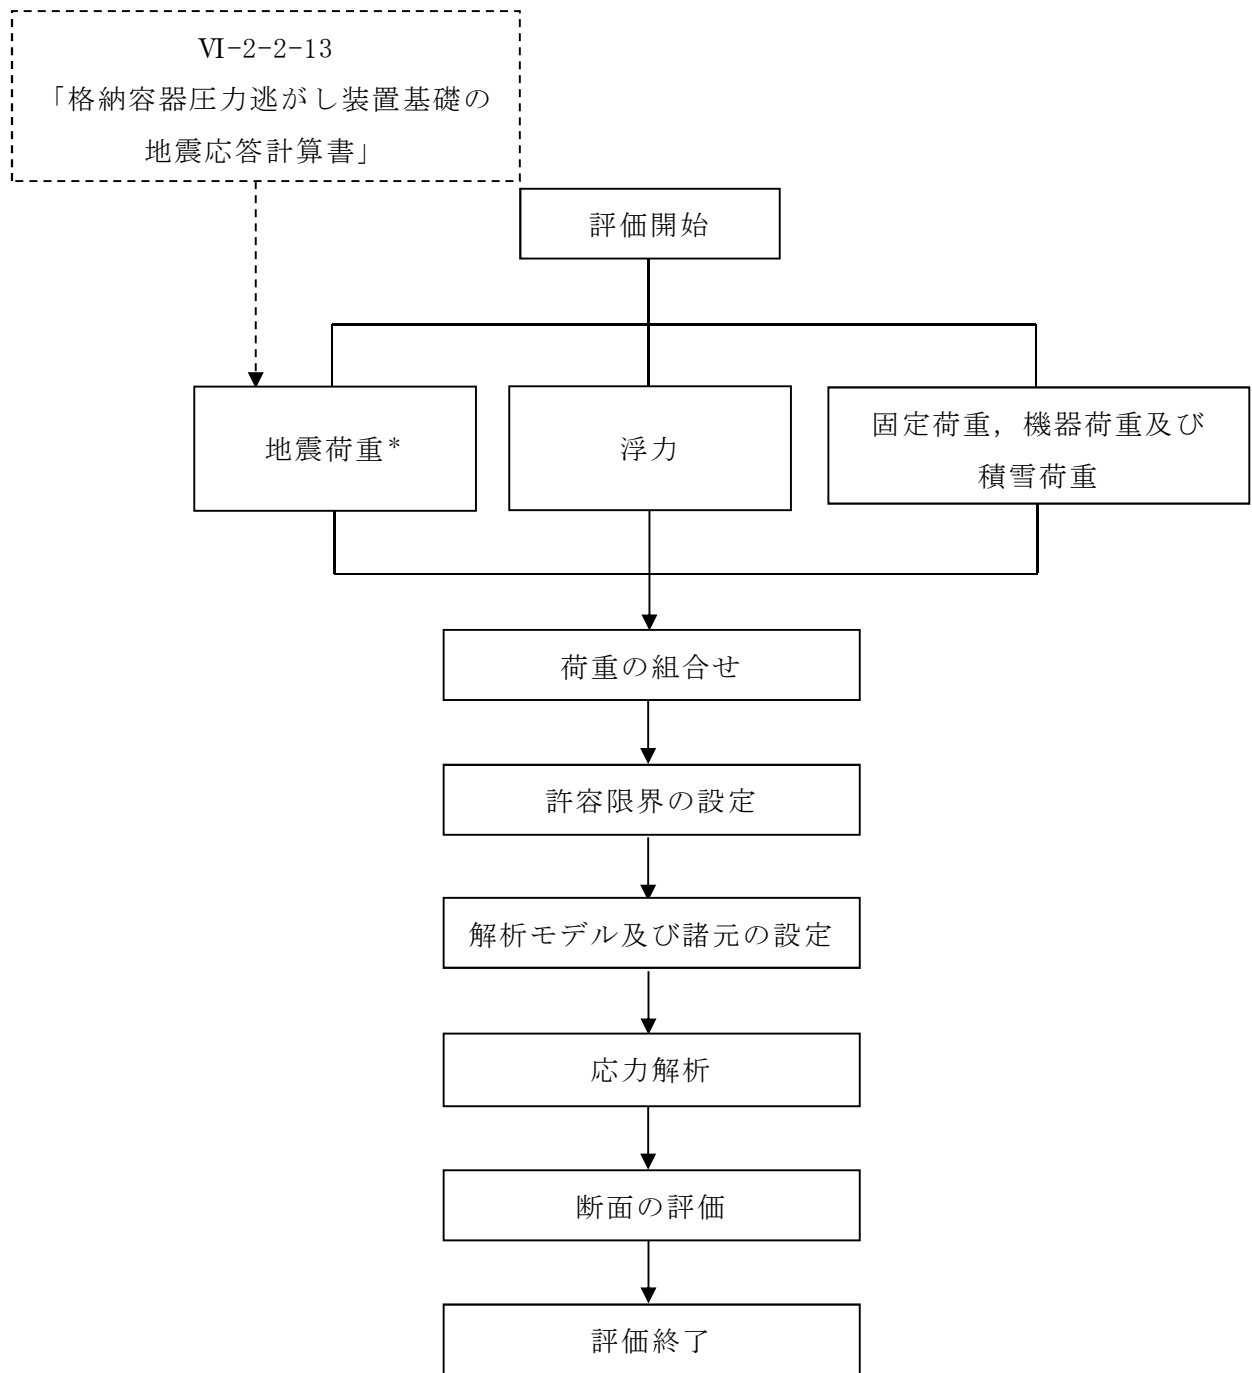 Ⅵ-2-2-13
「格納容器圧力逃がし装置基礎の
地震応答計算書」
評価開始
地震荷重*
浮力
固定荷重，機器荷重及び
積雪荷重
荷重の組合せ
許容限界の設定
解析モデル及び諸元の設定
応力解析
断面の評価
評価終了